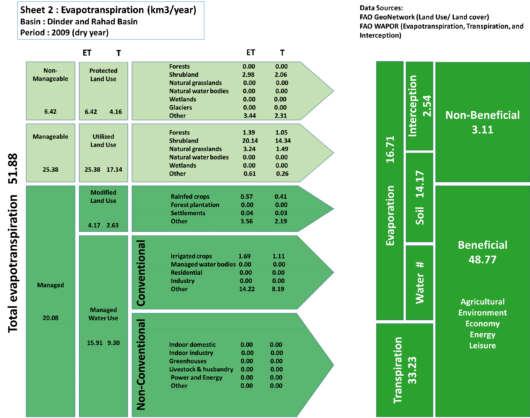 Sheet 2 : Evapotranspiration (km3/year)
Basin : Dinder and Rahad Basin
Period : 2009 (dry year)
Data Sources:
FAO GeoNetwork (Land Use/ Land cover)
FAO WAPOR (Evapotranspiration, Transpiration, and
Interception)
Total evapotranspiration 51.88
ET T
ET T
Non-
Manageable
6.42
Protected
Land Use
6.42 4.16
Forests 0.00 0.00
Shrubland 2.98 2.06
Natural grasslands 0.00 0.00
Natural water bodies 0.00 0.00
Wetlands 0.00 0.00
Glaciers 0.00 0.00
Other 3.44 2.31
Manageable
25.38
Utilized
Land Use
25.38 17.14
Forests 1.39 1.05
Shrubland 20.14 14.34
Natural grasslands 3.24 1.49
Natural water bodies 0.00 0.00
Wetlands 0.00 0.00
Other 0.61 0.26
Managed
20.08
Modified
Land Use
4.17 2.63
Rainfed crops 0.57 0.41
Forest plantation 0.00 0.00
Settlements 0.04 0.03
Other 3.56 2.19
Managed
Water Use
15.91 9.30
Conventional
Irrigated crops 1.69 1.11
Managed water bodies 0.00 0.00
Residential 0.00 0.00
Industry 0.00 0.00
Other 14.22 8.19
Non-Conventional
Indoor domestic 0.00 0.00
Indoor industry 0.00 0.00
Greenhouses 0.00 0.00
Livestock & husbandry 0.00 0.00
Power and Energy 0.00 0.00
Other 0.00 0.00
Evaporation 16.71
Interception
2.54
Soil 14.17
Water #
Transpiration
33.23
Non-Beneficial
3.11
Beneficial
48.77
Agricultural
Environment
Economy
Energy
Leisure